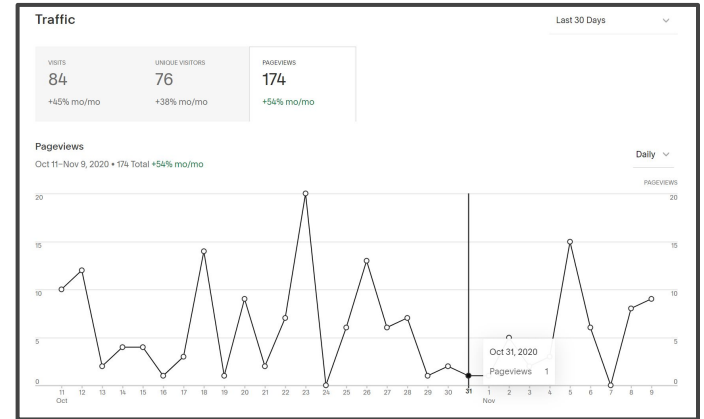 Traffic
Last 30 Days
VISITS UNIQUE VISITORS PAGEVIEWS
84 76 174
+45% mo/mo +38% mo/mo +54% mo/mo
Pageviews
Oct 11–Nov 9, 2020 • 174 Total +54% mo/mo
Daily
PAGEVIEWS
20 20
15 15
10 10
5 5
Oct 31, 2020
Pageviews 1
0 0
11 12 13 14 15 16 17 18 19 20 21 22 23 24 25 26 27 28 29 30 31 1 2 3 4 5 6 7 8 9
Oct Nov